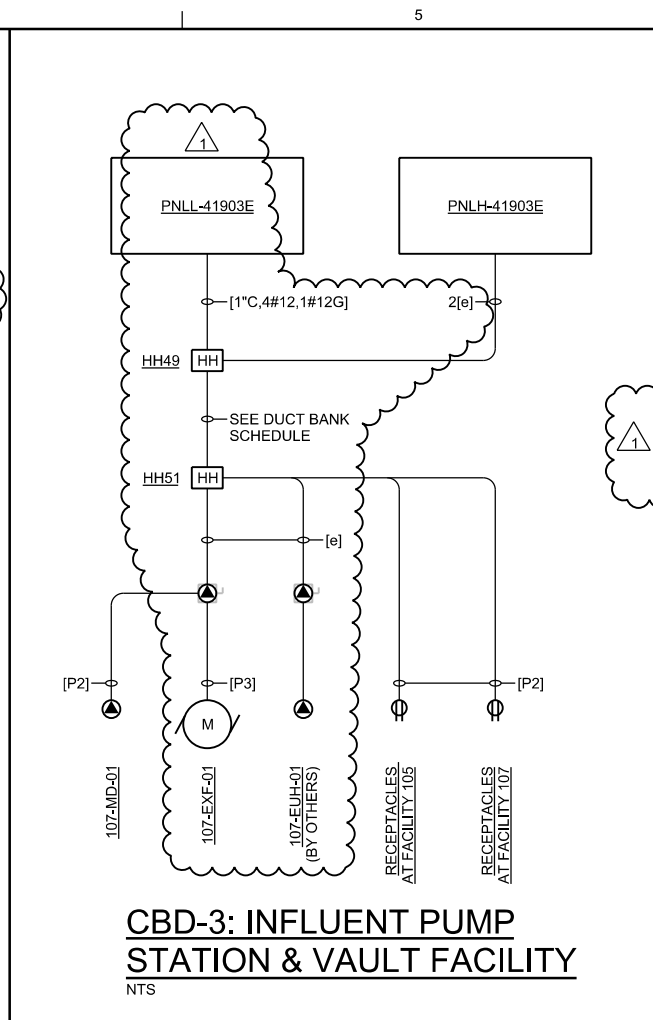 5
1
PNLL-41903E
PNLH-41903E
[1"C,4#12,1#12G]
2[e]
HH49
HH
SEE DUCT BANK
SCHEDULE
1
HH51
HH
[e]
[P2]
[P3]
[P2]
M
107-MD-01
107-EXF-01
107-EUH-01
(BY OTHERS)
RECEPTACLES
AT FACILITY 105
RECEPTACLES
AT FACILITY 107
CBD-3: INFLUENT PUMP
STATION & VAULT FACILITY
NTS